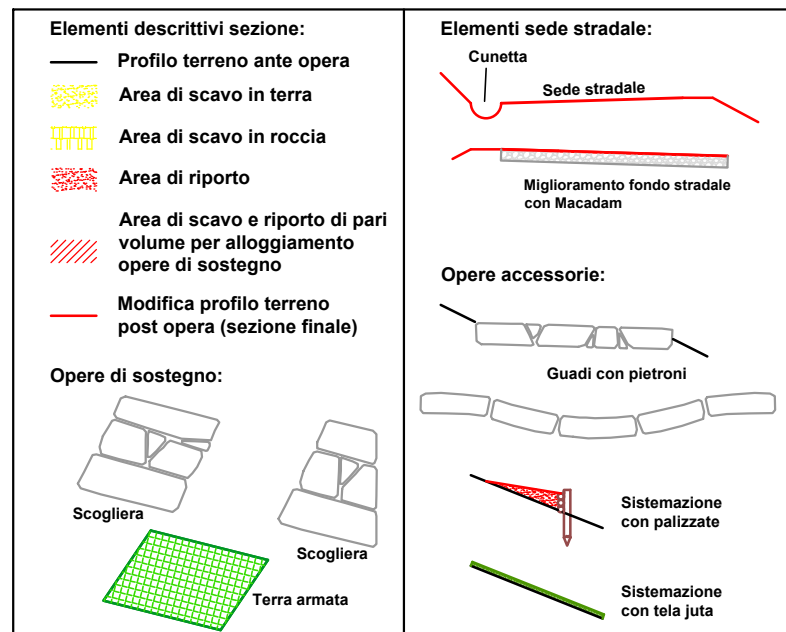 Elementi descrittivi sezione:
Profilo terreno ante opera
Area di scavo in terra
Area di scavo in roccia
Area di riporto
Area di scavo e riporto di pari
volume per alloggiamento
opere di sostegno
Modifica profilo terreno
post opera (sezione finale)
Opere di sostegno:
Scogliera
Scogliera
Terra armata
Elementi sede stradale:
Cunetta
Sede stradale
Miglioramento fondo stradale
con Macadam
Opere accessorie:
Guadi con pietroni
Sistemazione
con palizzate
Sistemazione
con tela juta